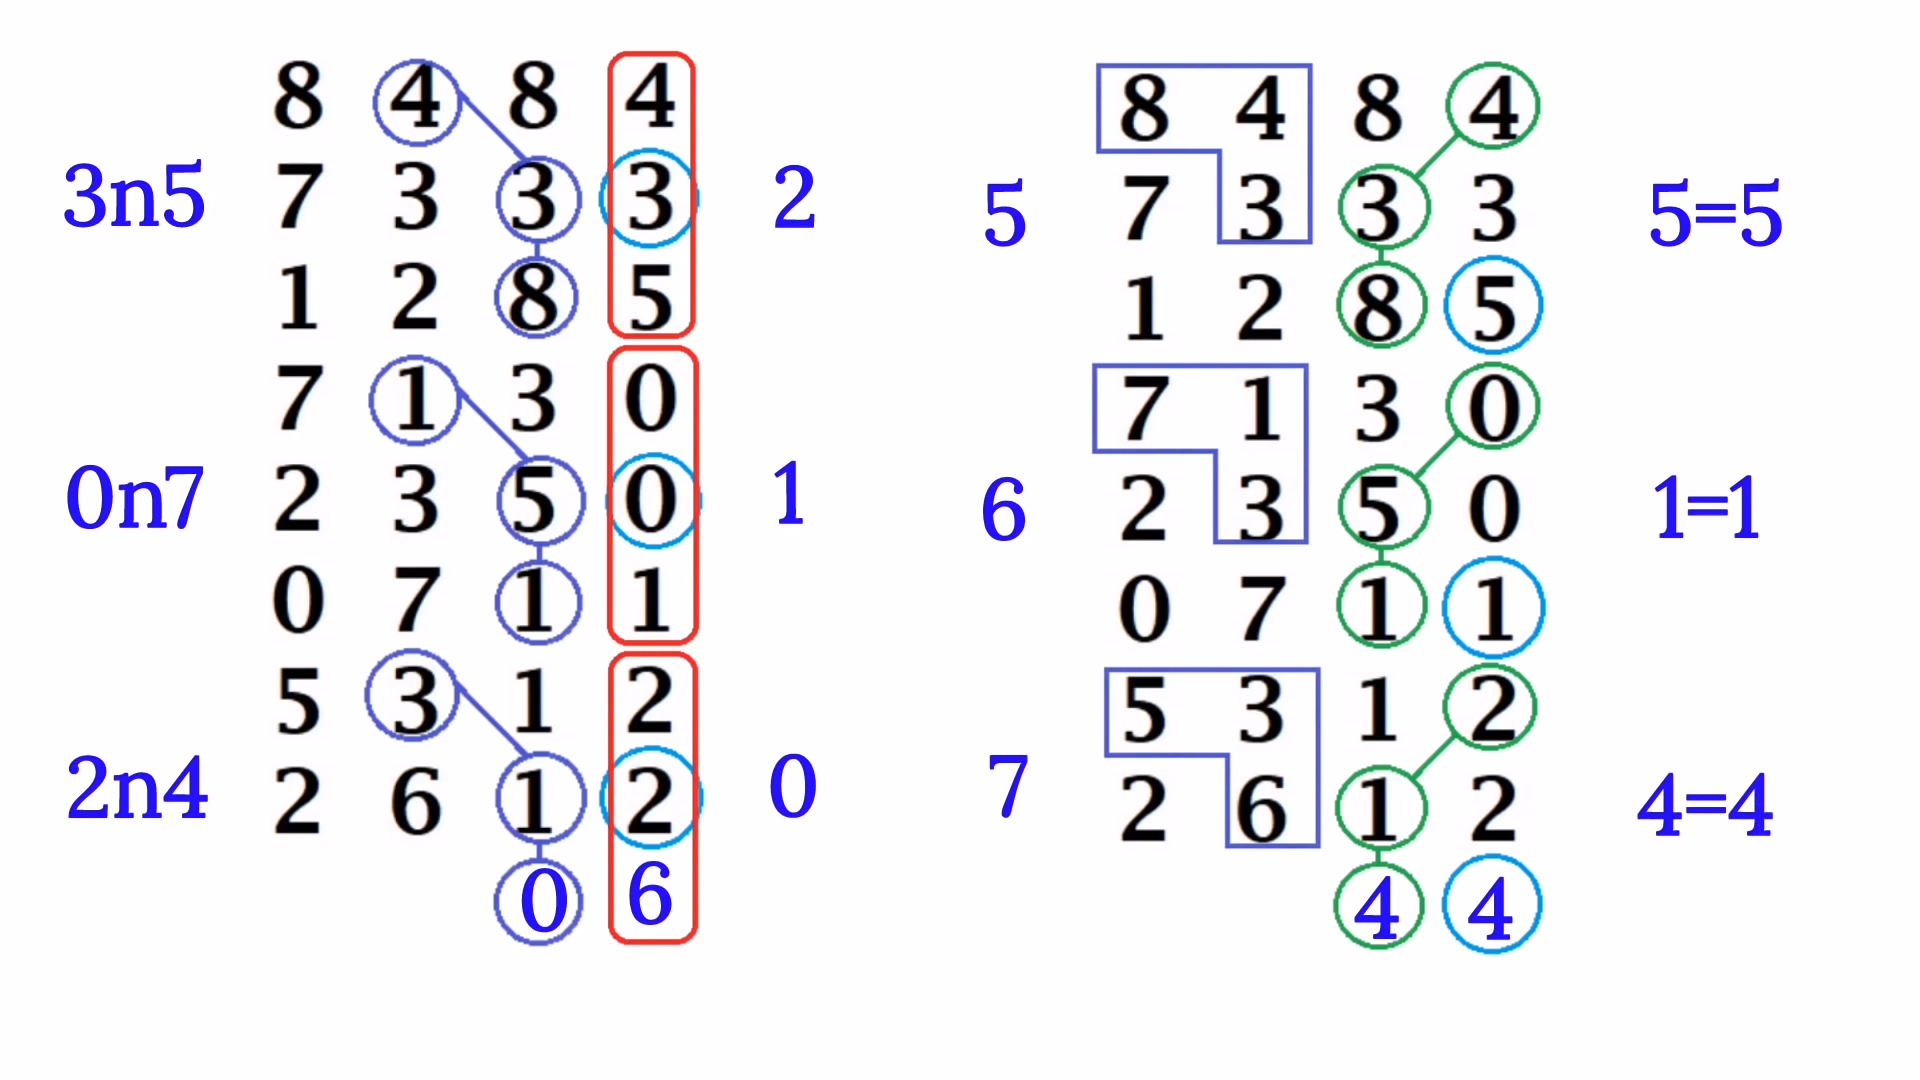 8 4 8 4
3n5 7 3 3 3 2
1 2 8 5
7 1 3 0
0n7 2 3 5 0 1
0 7 1 1
5 3 1 2
2n4 2 6 1 2 0
0 6
8 4 8 4
5 7 3 3 3 5=5
1 2 8 5
7 1 3 0
6 2 3 5 0 1=1
0 7 1 1
5 3 1 2
7 2 6 1 2 4=4
4 4